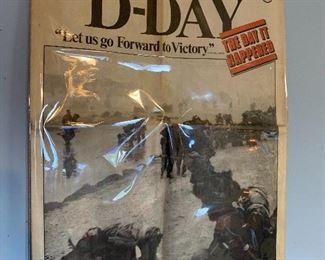 D-DAY
"Let us go Forward to Victory"
THE DAY IT
HAPPENED